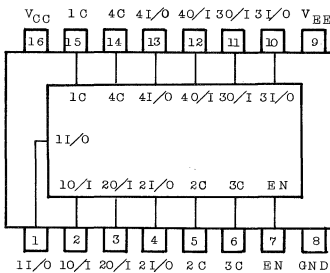 VCC 1C 4C 4I/O 4O/I 3O/I 3I/O VEE
16 15 14 13 12 11 10 9
1C 4C 4I/O 4O/I 3O/I 3I/O
1I/O
1O/I 2O/I 2I/O 2C 3C EN
1 2 3 4 5 6 7 8
1I/O 1O/I 2O/I 2I/O 2C 3C EN GND